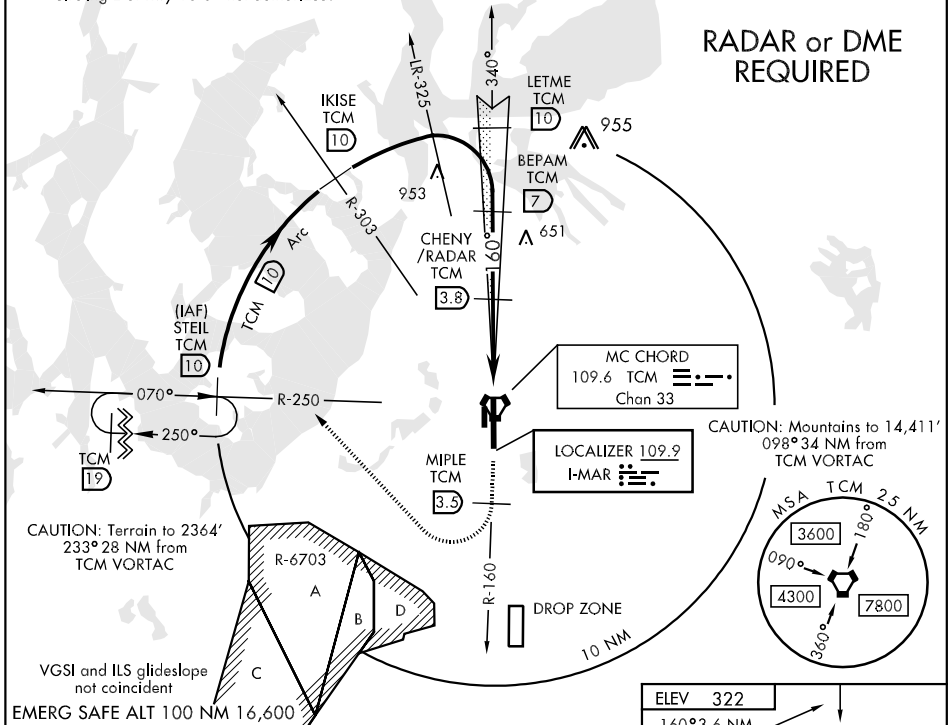 RADAR or DME
REQUIRED
LR-325
340°
LETME
TCM
10
955
IKISE
TCM
10
BEPAM
TCM
7
953
651
R-303
CHENY
/RADAR
TCM
3.8
160°
TCM 10 Arc
(IAF)
STEIL
TCM
10
070°
R-250
250°
TCM
19
MC CHORD
109.6 TCM
Chan 33
LOCALIZER 109.9
I-MAR
CAUTION: Mountains to 14,411'
098° 34 NM from
TCM VORTAC
MIPLE
TCM
3.5
CAUTION: Terrain to 2364'
233° 28 NM from
TCM VORTAC
MSA TCM 25 NM
3600
180°
090°
4300
7800
360°
R-6703
A
B
D
C
R-160
DROP ZONE
10 NM
VGSI and ILS glideslope
not coincident
EMERG SAFE ALT 100 NM 16,600
ELEV 322
160° 3.6 NM